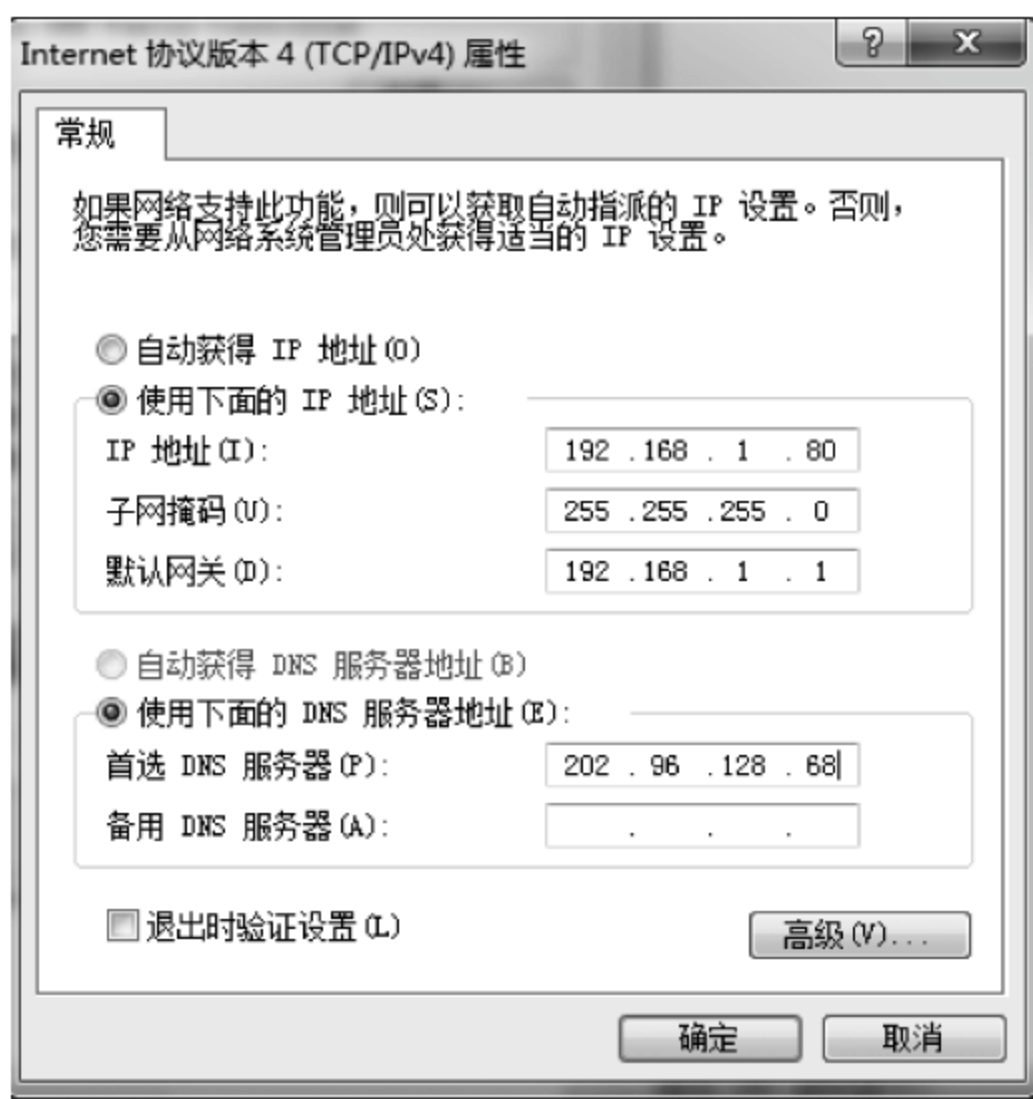 Internet 协议版本 4 (TCP/IPv4) 属性
常规
如果网络支持此功能，则可以获取自动指派的 IP 设置。否则，
您需要从网络系统管理员处获得适当的 IP 设置。
自动获得 IP 地址(O)
使用下面的 IP 地址(S):
IP 地址(I): 192 .168 . 1 . 80
子网掩码(U): 255 .255 .255 . 0
默认网关(D): 192 .168 . 1 . 1
自动获得 DNS 服务器地址(B)
使用下面的 DNS 服务器地址(E):
首选 DNS 服务器(P): 202 . 96 .128 . 68
备用 DNS 服务器(A): . . .
退出时验证设置(L)
高级(V)...
确定 取消